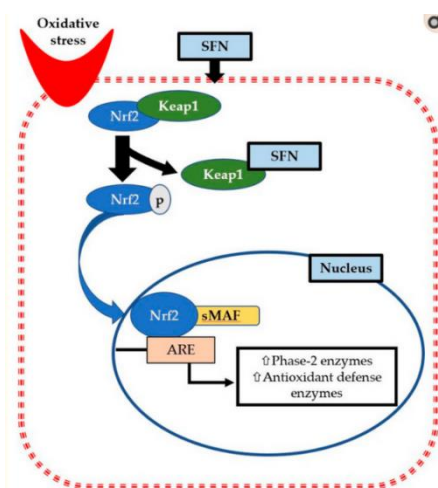 Oxidative
stress
SFN
Nrf2
Keap1
Keap1
SFN
Nrf2
P
Nucleus
Nrf2
sMAF
ARE
⇧Phase-2 enzymes
⇧Antioxidant defense
enzymes